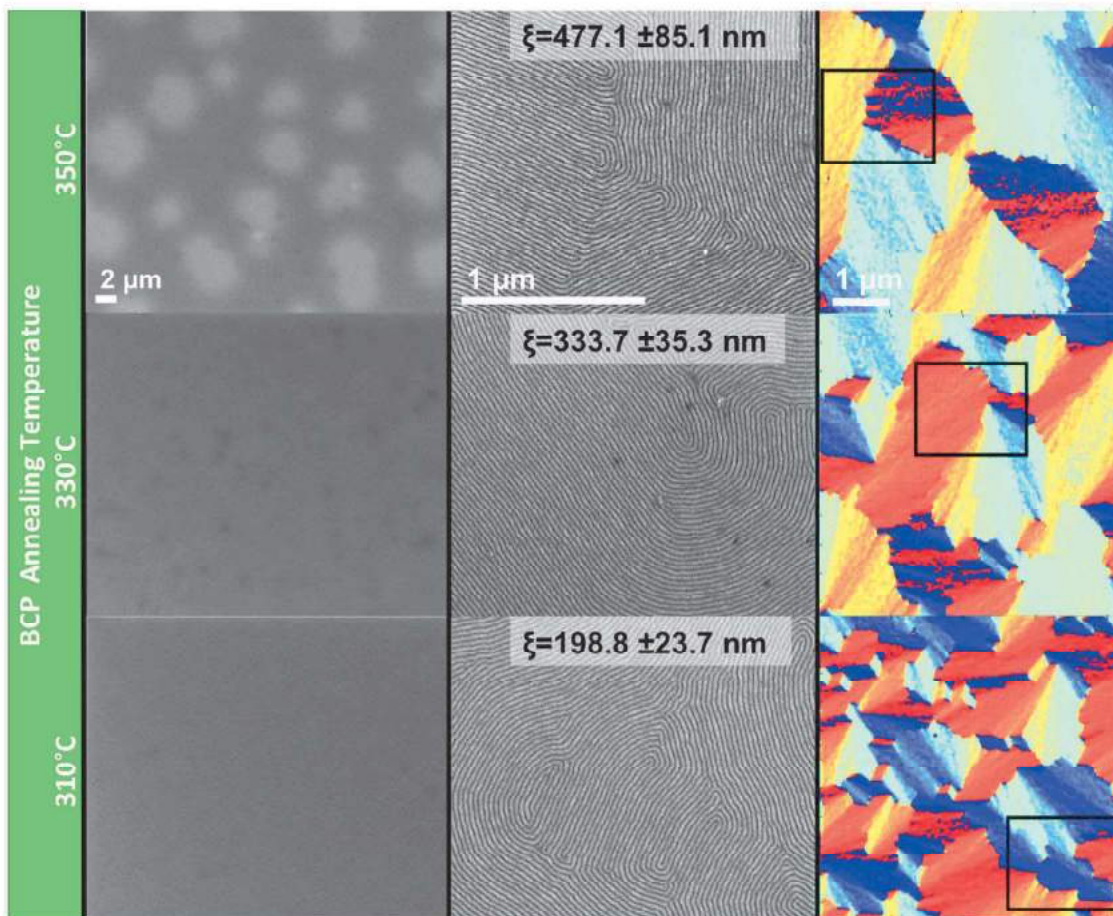 BCP Annealing Temperature
350°C
ξ=477.1 ±85.1 nm
2 μm
1 μm
1 μm
330°C
ξ=333.7 ±35.3 nm
310°C
ξ=198.8 ±23.7 nm